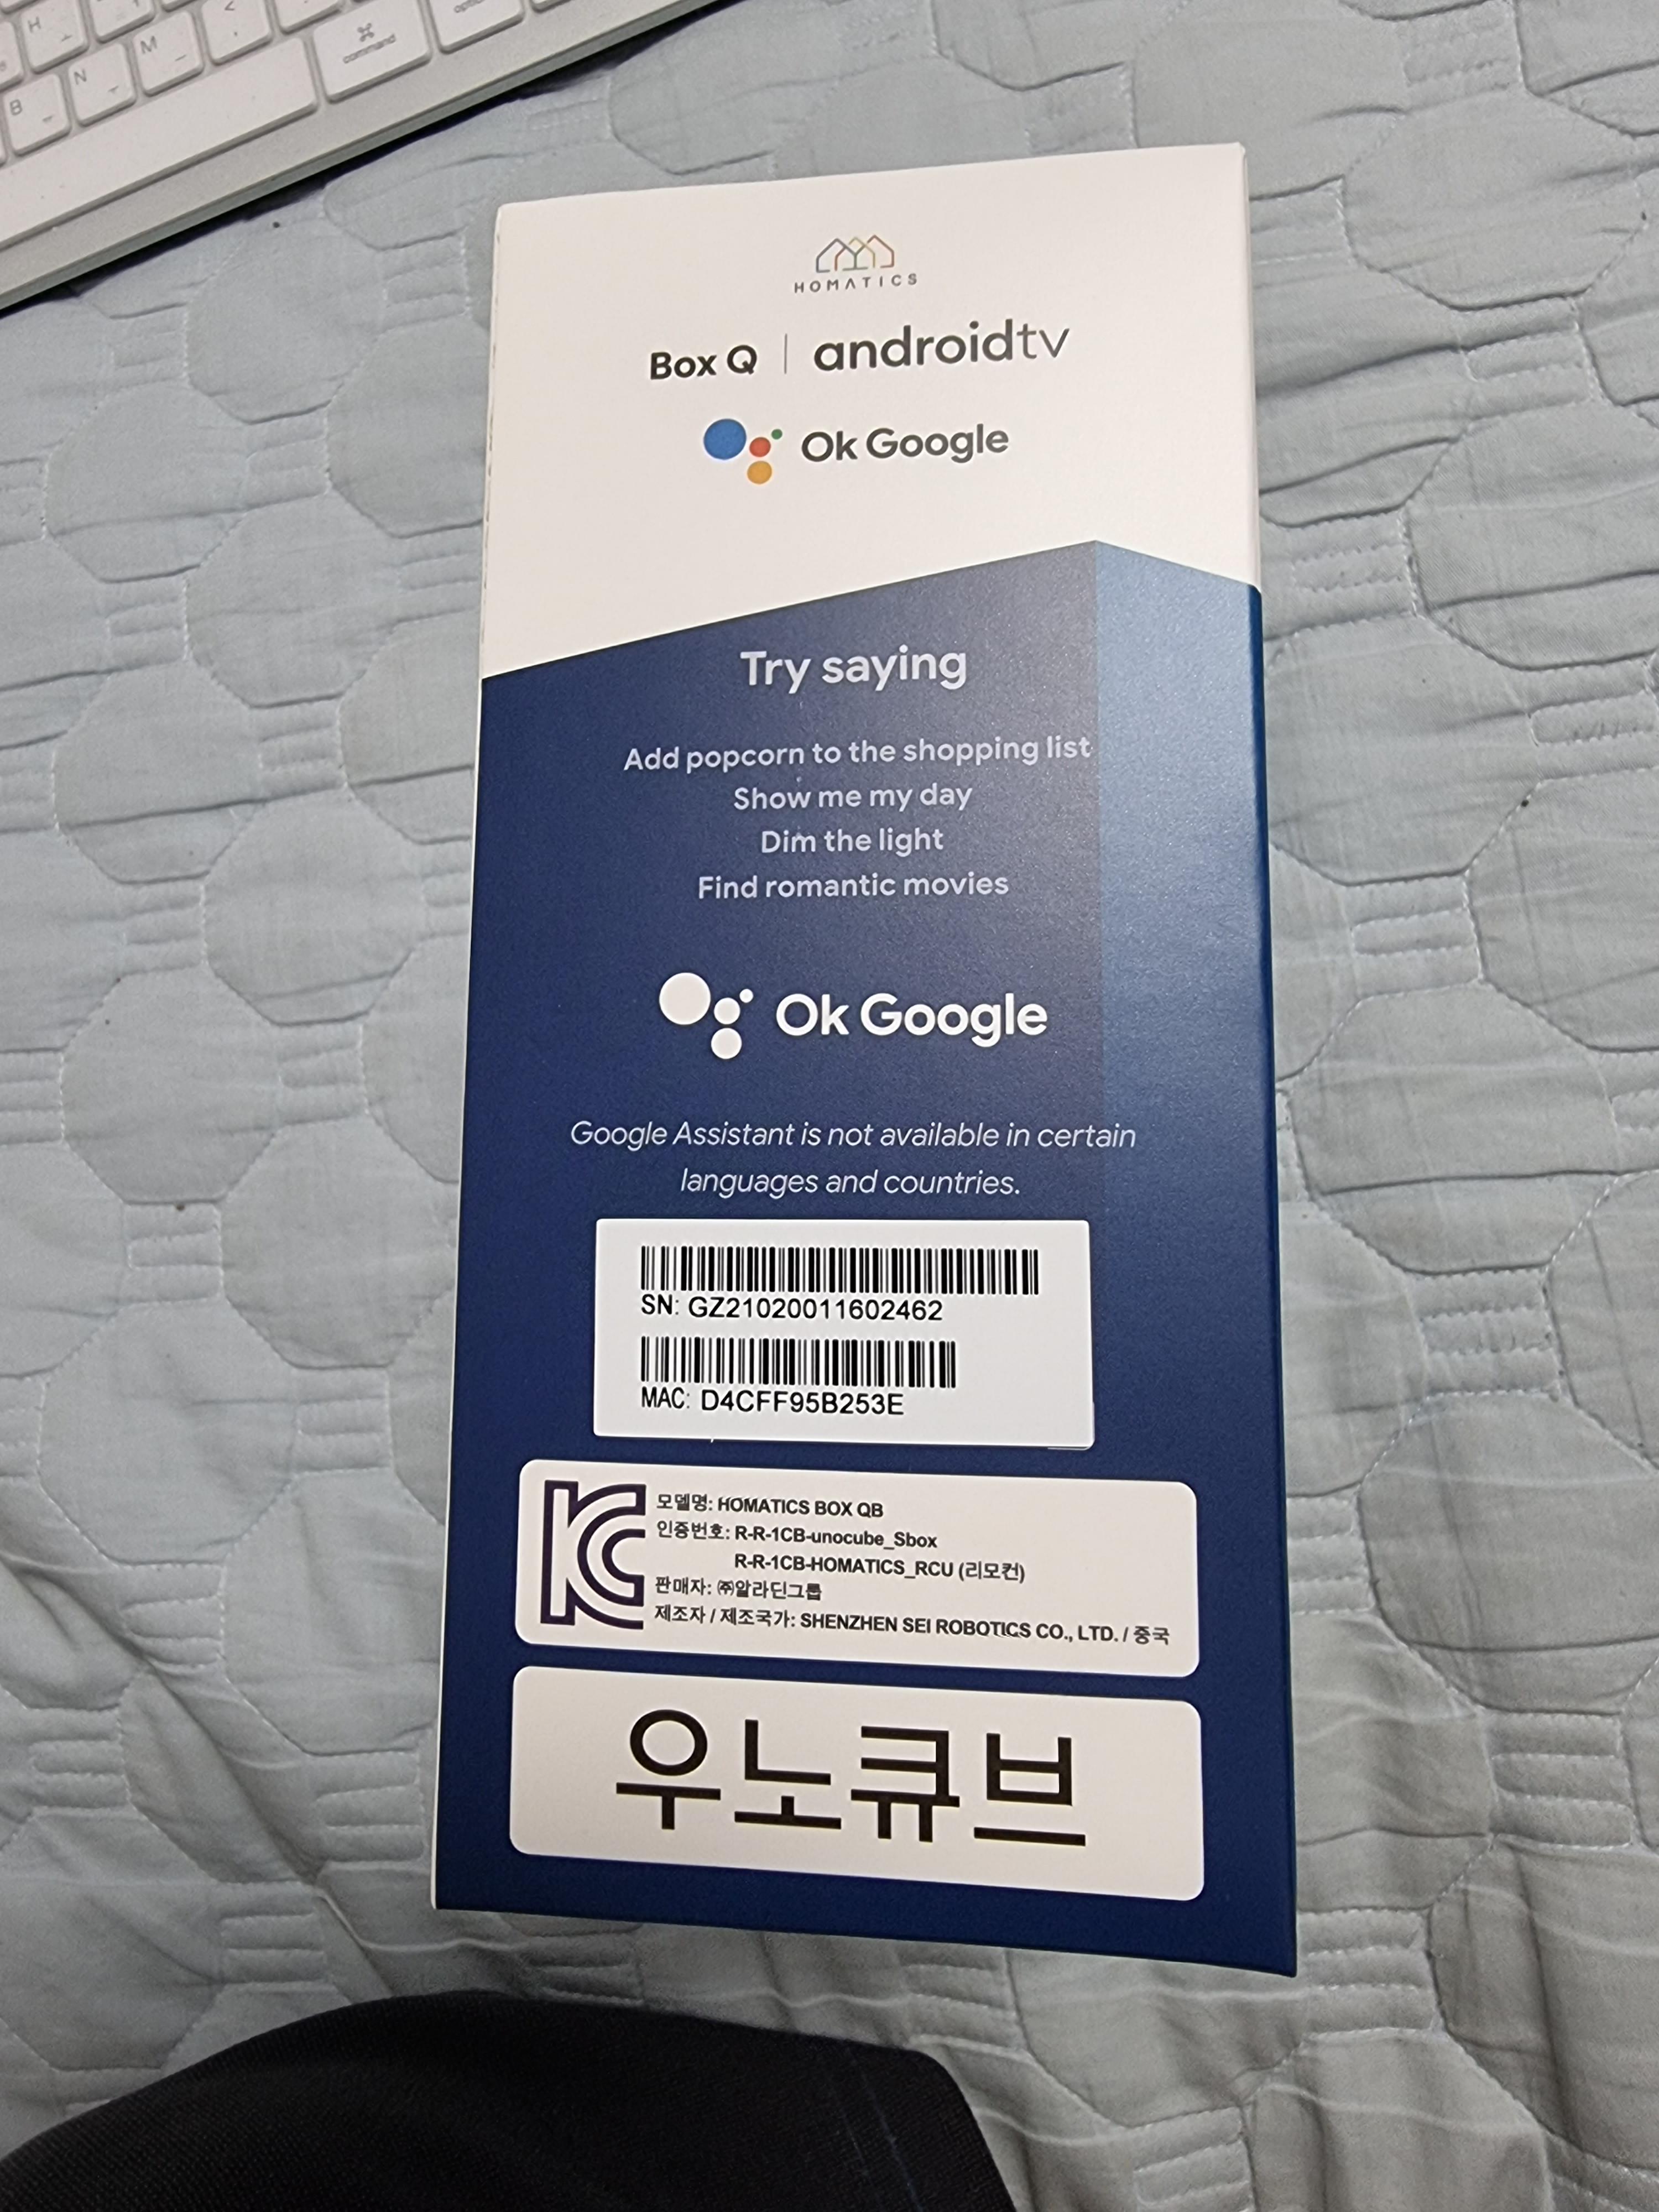 H
N
M
B
<
⌘
command
option
HOMATICS
Box Q | androidtv
Ok Google
Try saying
Add popcorn to the shopping list
Show me my day
Dim the light
Find romantic movies
Ok Google
Google Assistant is not available in certain
languages and countries.
SN: GZ21020011602462
MAC: D4CFF95B253E
모델명: HOMATICS BOX QB
인증번호: R-R-1CB-unocube_Sbox
R-R-1CB-HOMATICS_RCU (리모컨)
판매자: ㈜알라딘그룹
제조자 / 제조국가: SHENZHEN SEI ROBOTICS CO., LTD. / 중국
우노큐브